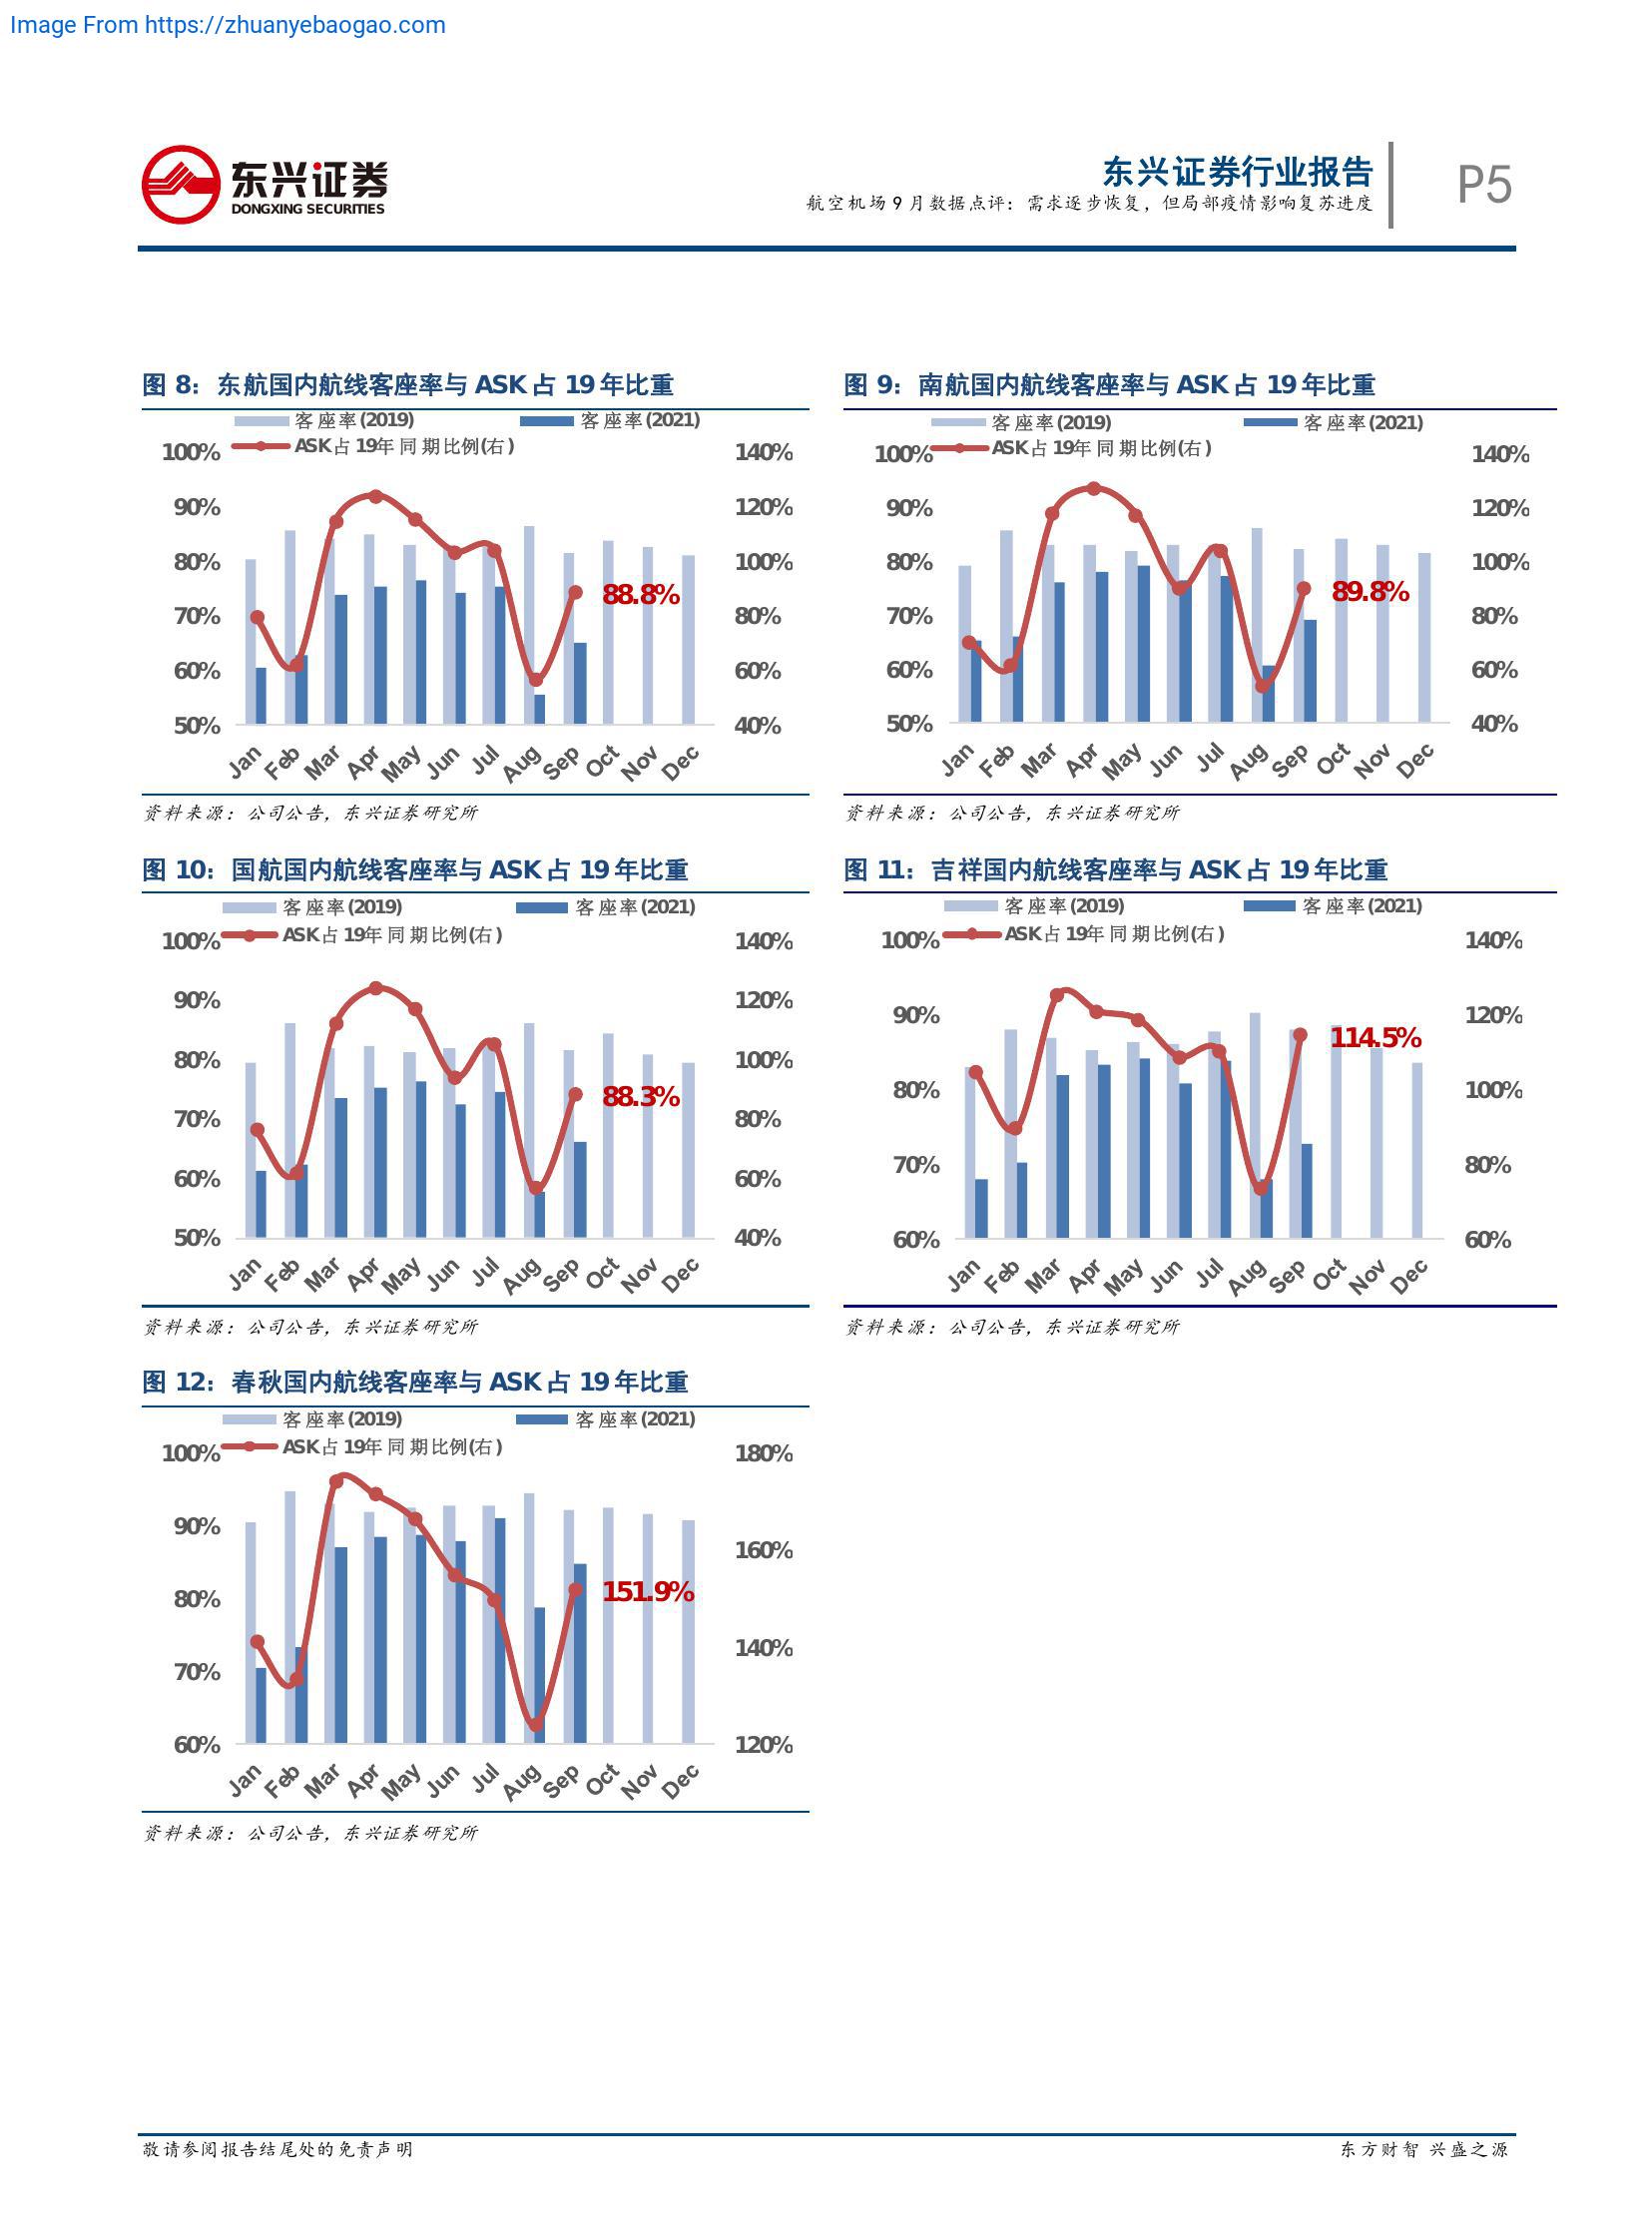 Image From https://zhuanyebaogao.com
东兴证券
DONGXING SECURITIES
东兴证券行业报告
航空机场 9 月数据点评：需求逐步恢复，但局部疫情影响复苏进度
P5
图 8：东航国内航线客座率与 ASK 占 19 年比重
客座率(2019) 客座率(2021)
ASK占19年同期比例(右)
100% 140%
90% 120%
80% 100%
88.8%
70% 80%
60% 60%
50% 40%
Jan Feb Mar Apr May Jun Jul Aug Sep Oct Nov Dec
资料来源：公司公告，东兴证券研究所
图 9：南航国内航线客座率与 ASK 占 19 年比重
客座率(2019) 客座率(2021)
ASK占19年同期比例(右)
100% 140%
90% 120%
80% 100%
89.8%
70% 80%
60% 60%
50% 40%
Jan Feb Mar Apr May Jun Jul Aug Sep Oct Nov Dec
资料来源：公司公告，东兴证券研究所
图 10：国航国内航线客座率与 ASK 占 19 年比重
客座率(2019) 客座率(2021)
ASK占19年同期比例(右)
100% 140%
90% 120%
80% 100%
88.3%
70% 80%
60% 60%
50% 40%
Jan Feb Mar Apr May Jun Jul Aug Sep Oct Nov Dec
资料来源：公司公告，东兴证券研究所
图 11：吉祥国内航线客座率与 ASK 占 19 年比重
客座率(2019) 客座率(2021)
ASK占19年同期比例(右)
100% 140%
90% 120%
114.5%
80% 100%
70% 80%
60% 60%
Jan Feb Mar Apr May Jun Jul Aug Sep Oct Nov Dec
资料来源：公司公告，东兴证券研究所
图 12：春秋国内航线客座率与 ASK 占 19 年比重
客座率(2019) 客座率(2021)
ASK占19年同期比例(右)
100% 180%
90%
160%
80%
151.9%
140%
70%
60% 120%
Jan Feb Mar Apr May Jun Jul Aug Sep Oct Nov Dec
资料来源：公司公告，东兴证券研究所
敬请参阅报告结尾处的免责声明
东方财智 兴盛之源